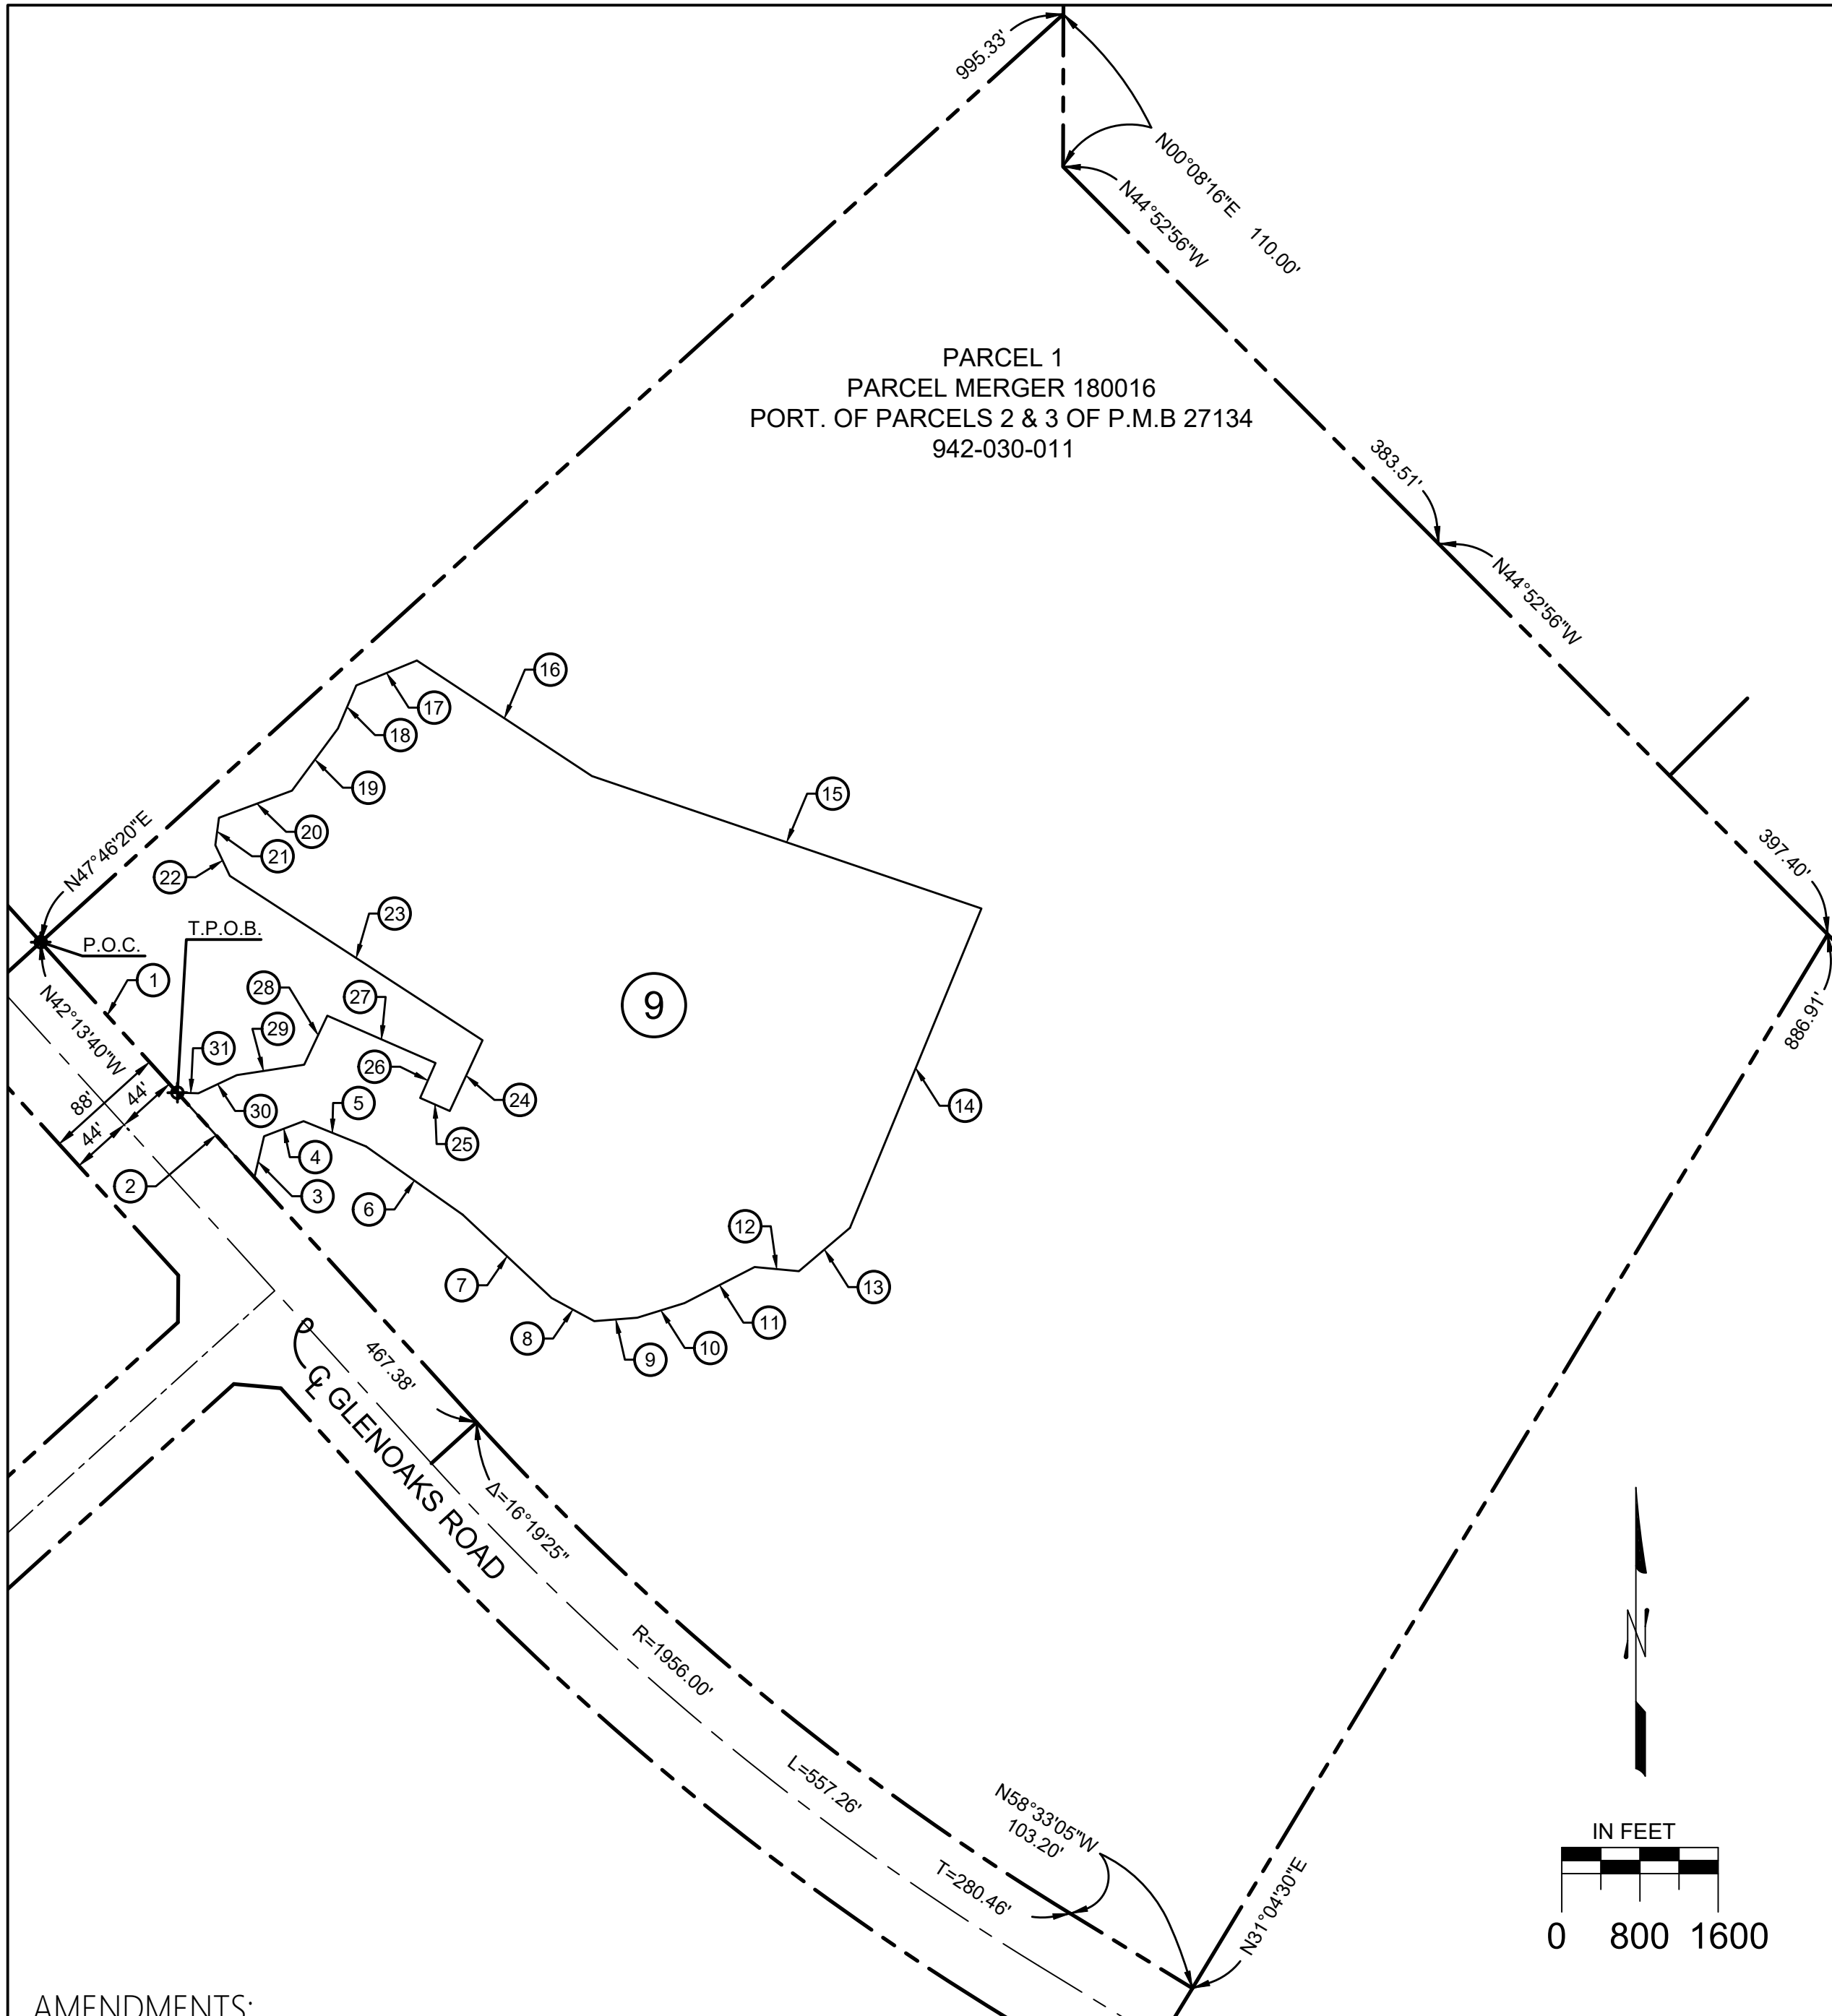 995.33'
N00°08'16"E 110.00'
N44°52'56"W
PARCEL 1
PARCEL MERGER 180016
PORT. OF PARCELS 2 & 3 OF P.M.B 27134
942-030-011
383.51'
N44°52'56"W
16
17
18
19
15
20
21
22
N47°46'20"E
397.40'
23
T.P.O.B.
P.O.C.
1
28
27
9
N42°13'40"W
886.91'
29
31
26
24
88'
44'
44'
30
5
25
14
4
2
3
6
12
7
13
11
8
10
9
467.38'
℄ GLENOAKS ROAD
Δ=16°19'25"
N
R=1956.00'
L=557.26'
N58°33'05"W
103.20'
T=280.46'
N31°04'30"E
IN FEET
0 800 1600
AMENDMENTS: